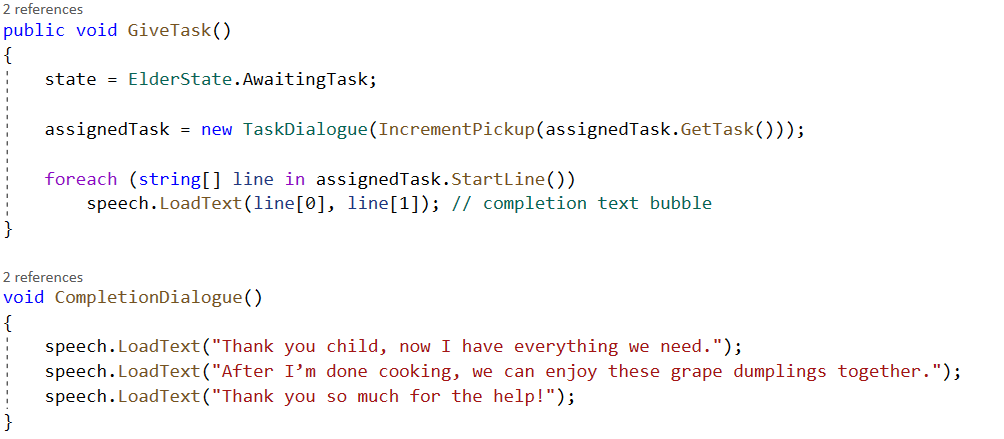 2 references
public void GiveTask()
{
state = ElderState.AwaitingTask;
assignedTask = new TaskDialogue(IncrementPickup(assignedTask.GetTask()));
foreach (string[] line in assignedTask.StartLine())
speech.LoadText(line[0], line[1]); // completion text bubble
}
2 references
void CompletionDialogue()
{
speech.LoadText("Thank you child, now I have everything we need.");
speech.LoadText("After I’m done cooking, we can enjoy these grape dumplings together.");
speech.LoadText("Thank you so much for the help!");
}